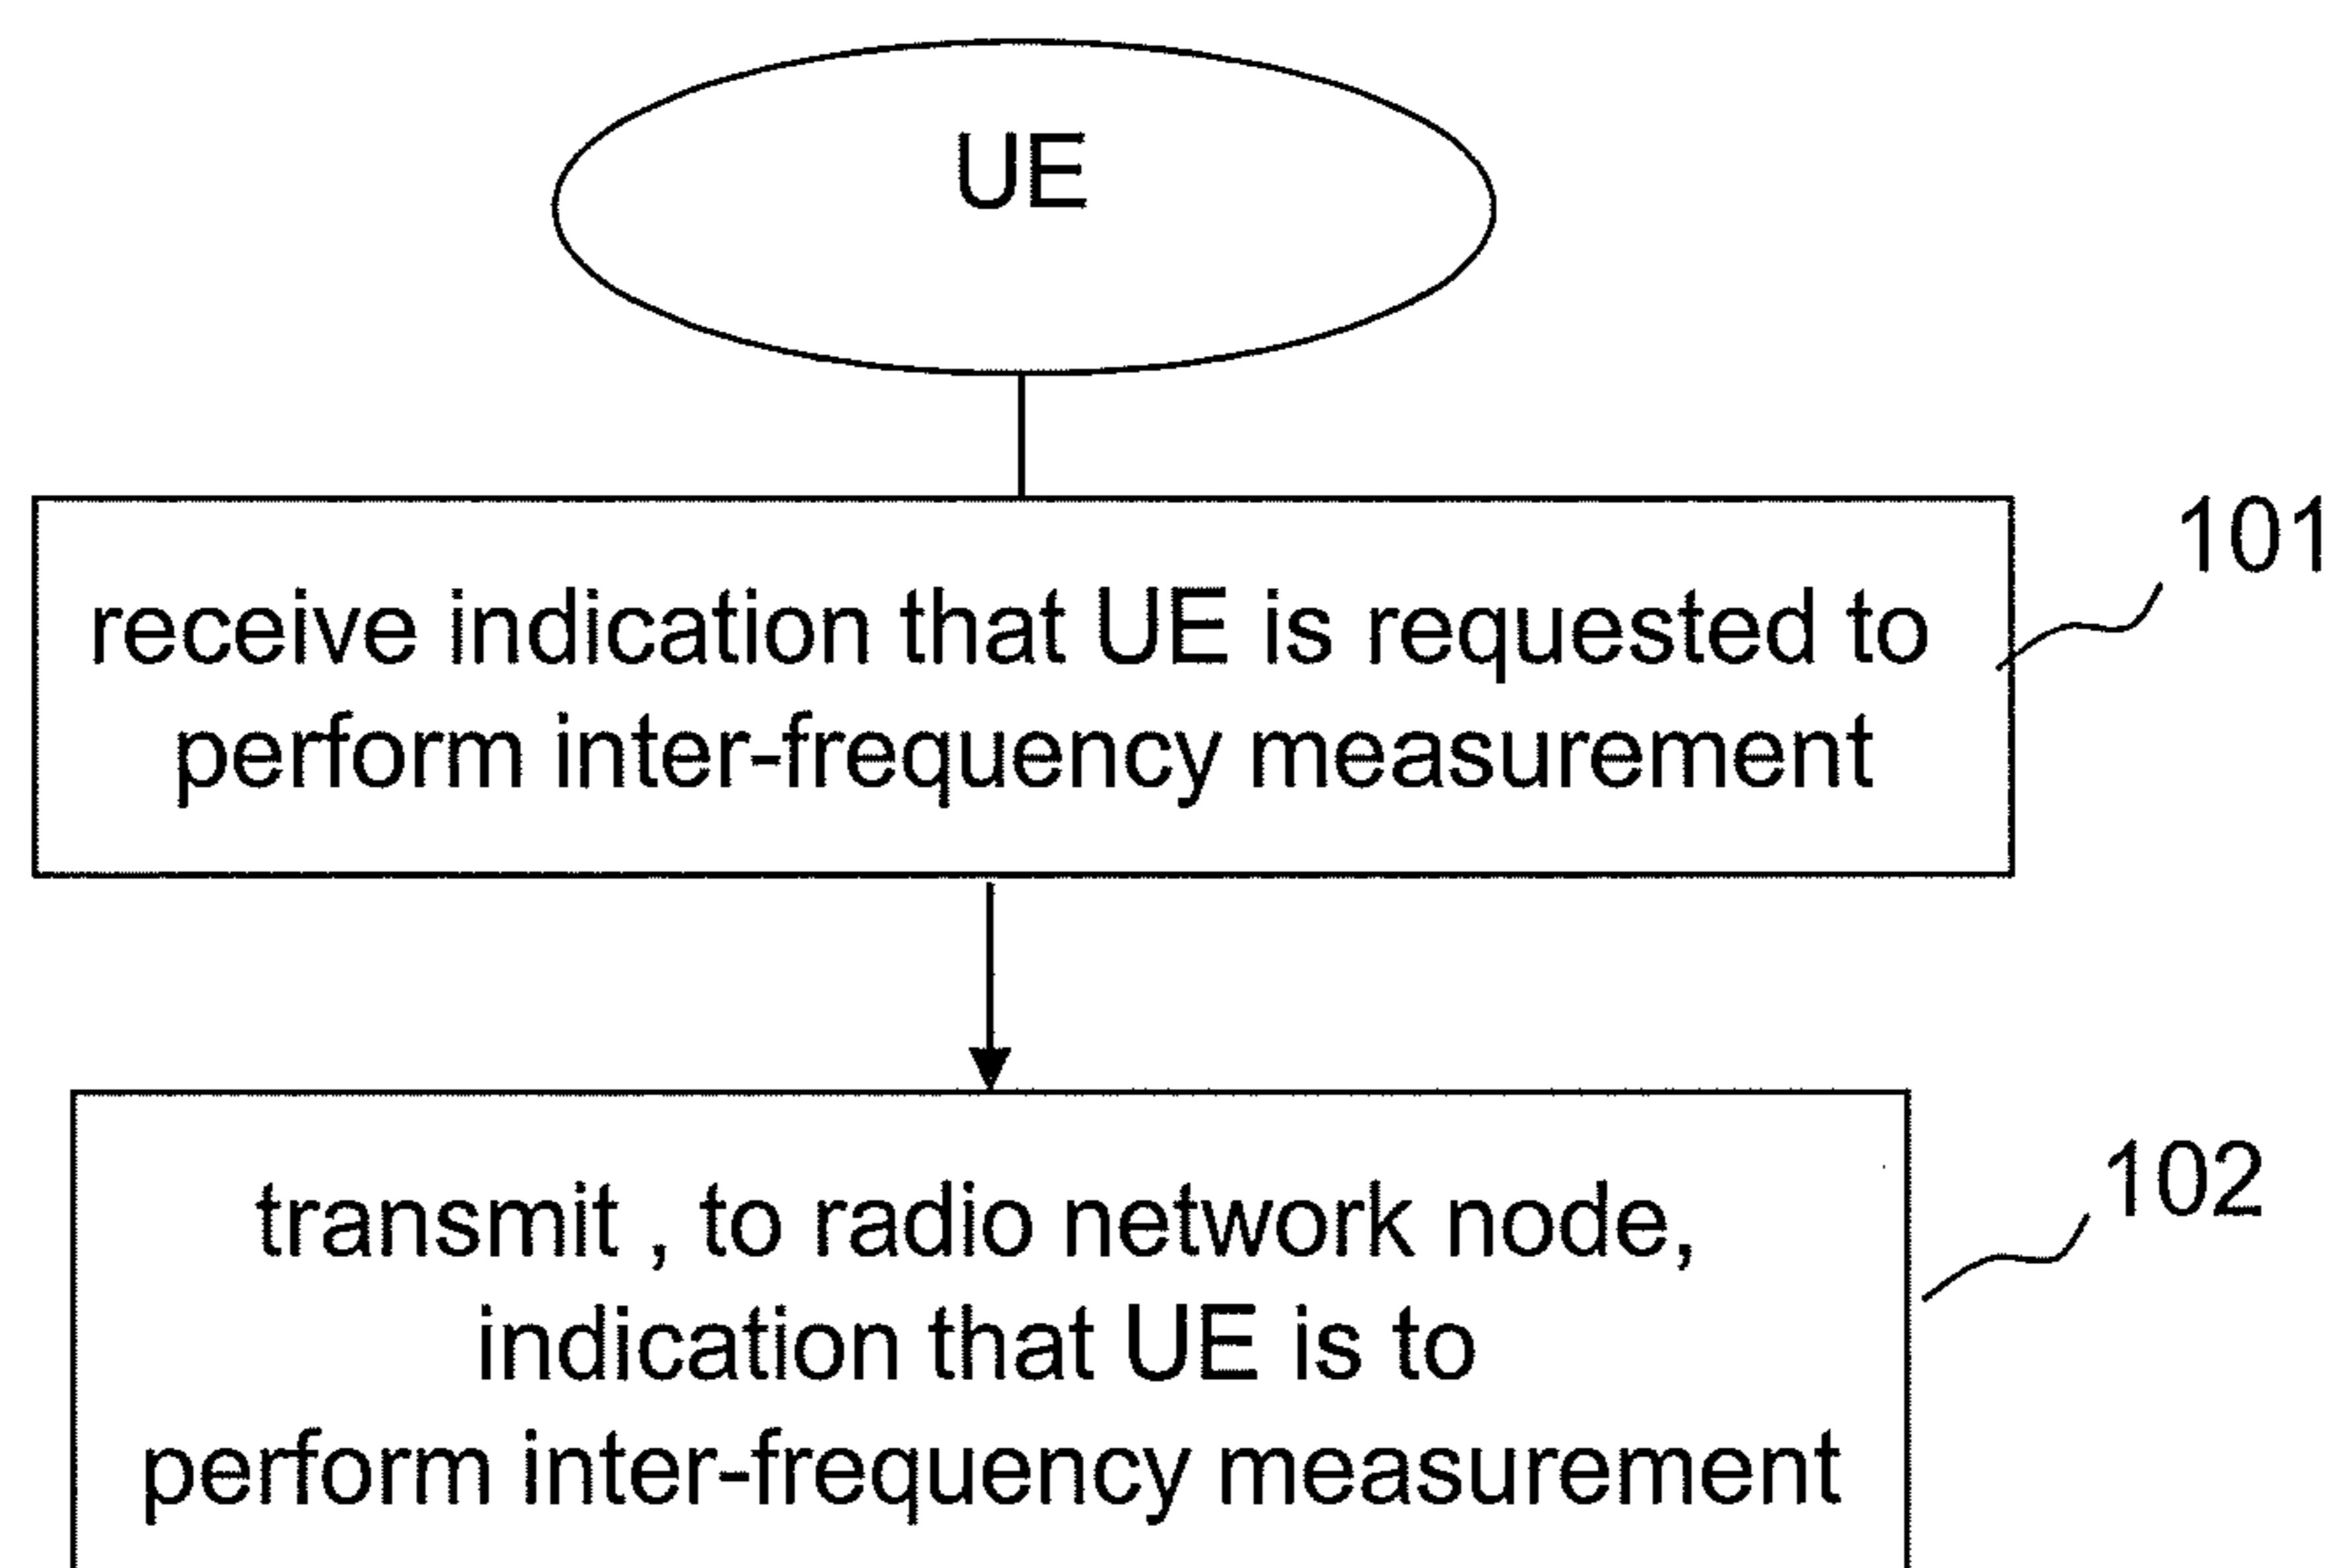 UE
101
receive indication that UE is requested to
perform inter-frequency measurement
102
transmit , to radio network node,
indication that UE is to
perform inter-frequency measurement